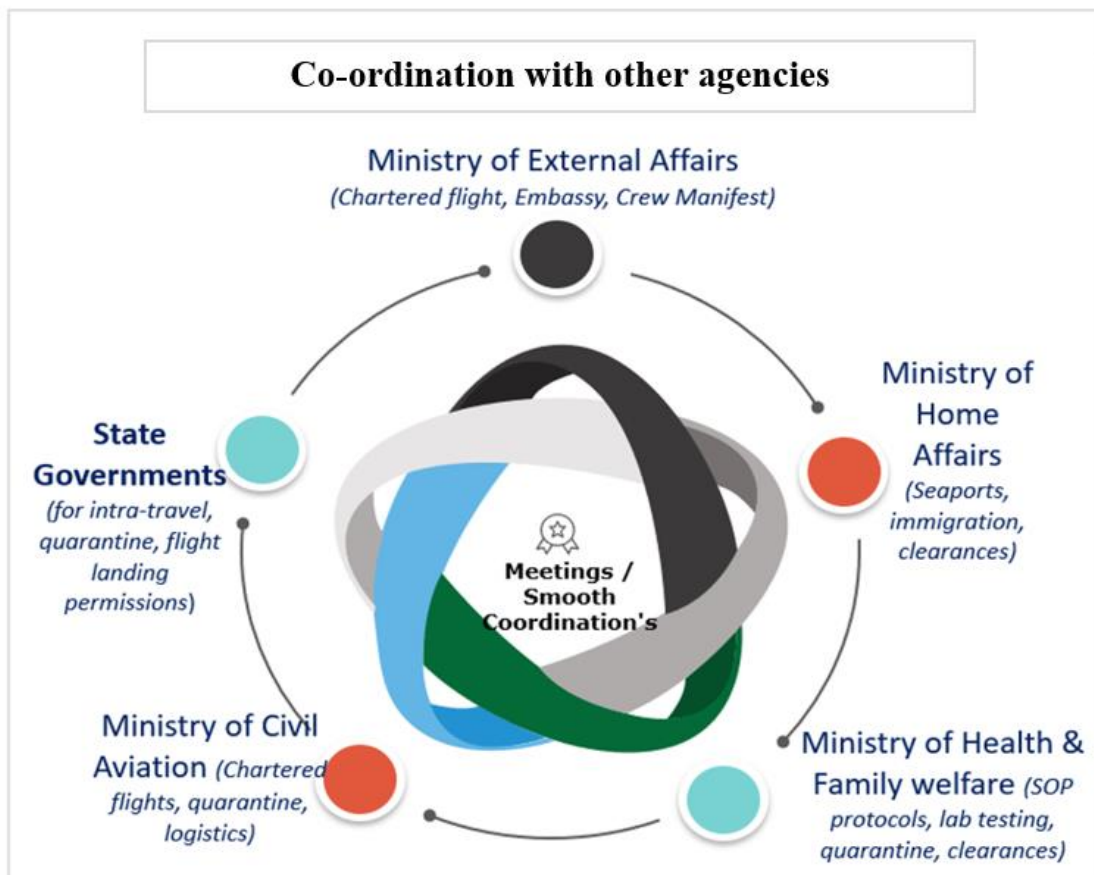 Co-ordination with other agencies
Ministry of External Affairs
(Chartered flight, Embassy, Crew Manifest)
Ministry of
Home
Affairs
(Seaports,
immigration,
clearances)
State
Governments
(for intra-travel,
quarantine, flight
landing
permissions)
Meetings /
Smooth
Coordination's
Ministry of Civil
Aviation (Chartered
flights, quarantine,
logistics)
Ministry of Health &
Family welfare (SOP
protocols, lab testing,
quarantine, clearances)